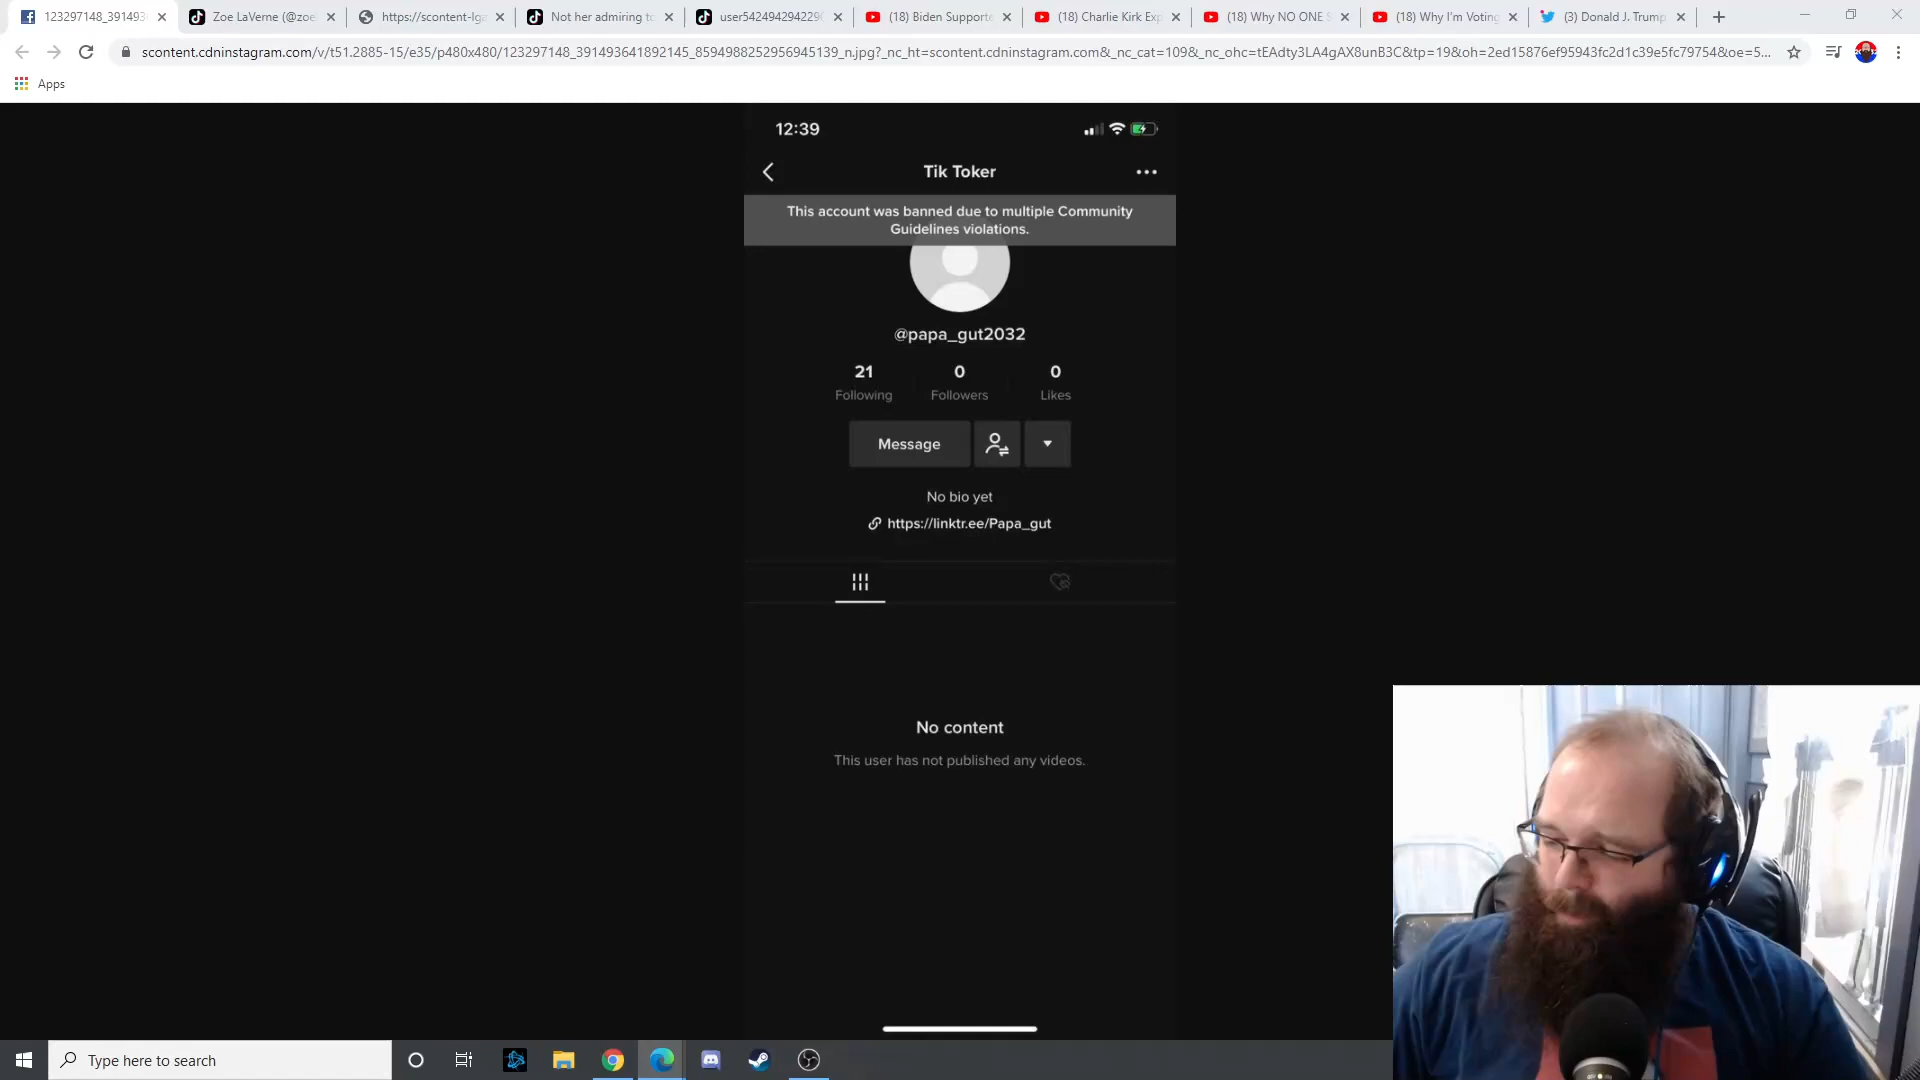 123297148_39149
Zoe LaVerne (@zoe
https://scontent-lga
Not her admiring to
user542494294229
(18) Biden Supporte
(18) Charlie Kirk Exp
(18) Why NO ONE S
(18) Why I'm Voting
(3) Donald J. Trump
scontent.cdninstagram.com/v/t51.2885-15/e35/p480x480/123297148_391493641892145_8594988252956945139_n.jpg?_nc_ht=scontent.cdninstagram.com&_nc_cat=109&_nc_ohc=tEAdty3LA4gAX8unB3C&tp=19&oh=2ed15876ef95943fc2d1c39e5fc79754&oe=5...
Apps
12:39
Tik Toker
This account was banned due to multiple Community
Guidelines violations.
@papa_gut2032
21 0 0
Following Followers Likes
Message
No bio yet
https://linktr.ee/Papa_gut
No content
This user has not published any videos.
Type here to search